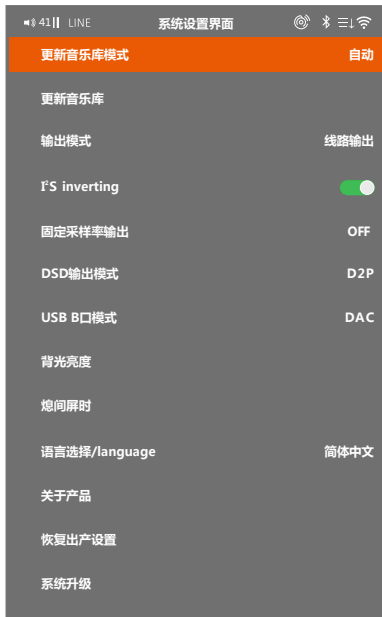 41 LINE 系统设置界面
更新音乐库模式 自动
更新音乐库
输出模式 线路输出
I²S inverting
固定采样率输出 OFF
DSD输出模式 D2P
USB B口模式 DAC
背光亮度
熄间屏时
语言选择/language 简体中文
关于产品
恢复出产设置
系统升级